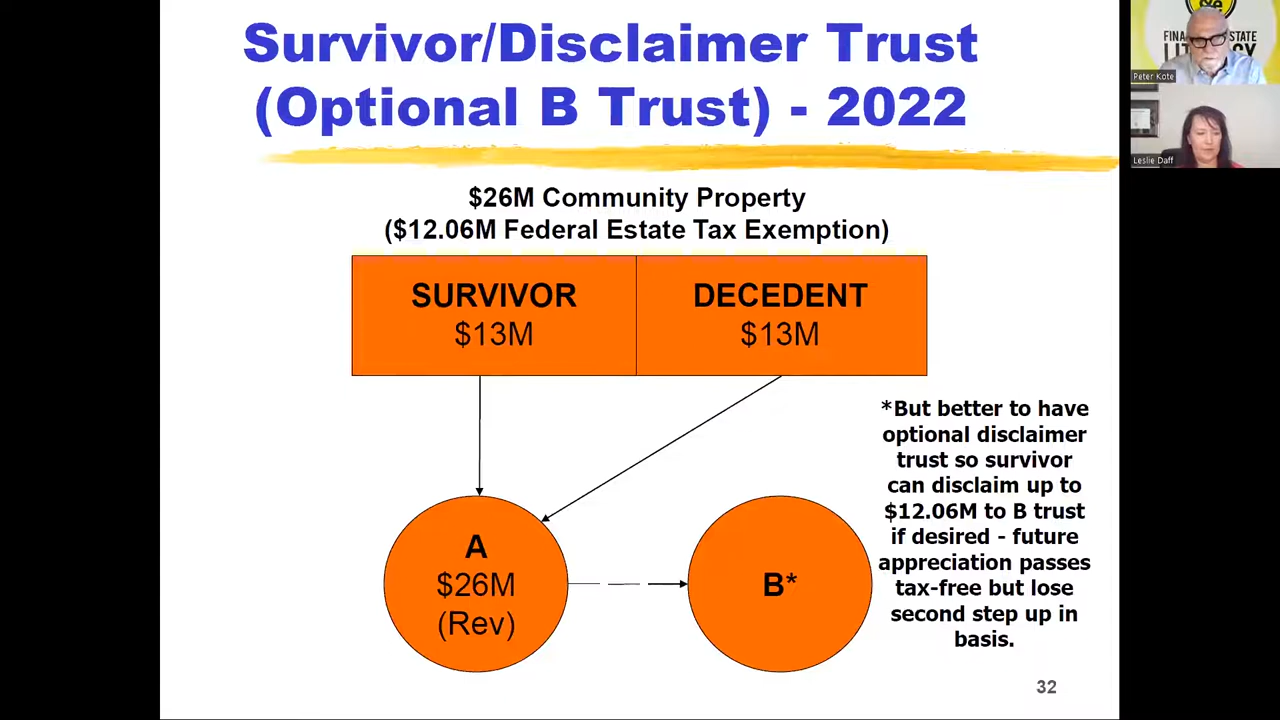 Survivor/Disclaimer Trust
(Optional B Trust) - 2022
$26M Community Property
($12.06M Federal Estate Tax Exemption)
SURVIVOR
$13M
DECEDENT
$13M
A
$26M
(Rev)
B*
*But better to have
optional disclaimer
trust so survivor
can disclaim up to
$12.06M to B trust
if desired - future
appreciation passes
tax-free but lose
second step up in
basis.
32
Peter Kote
Leslie Daff